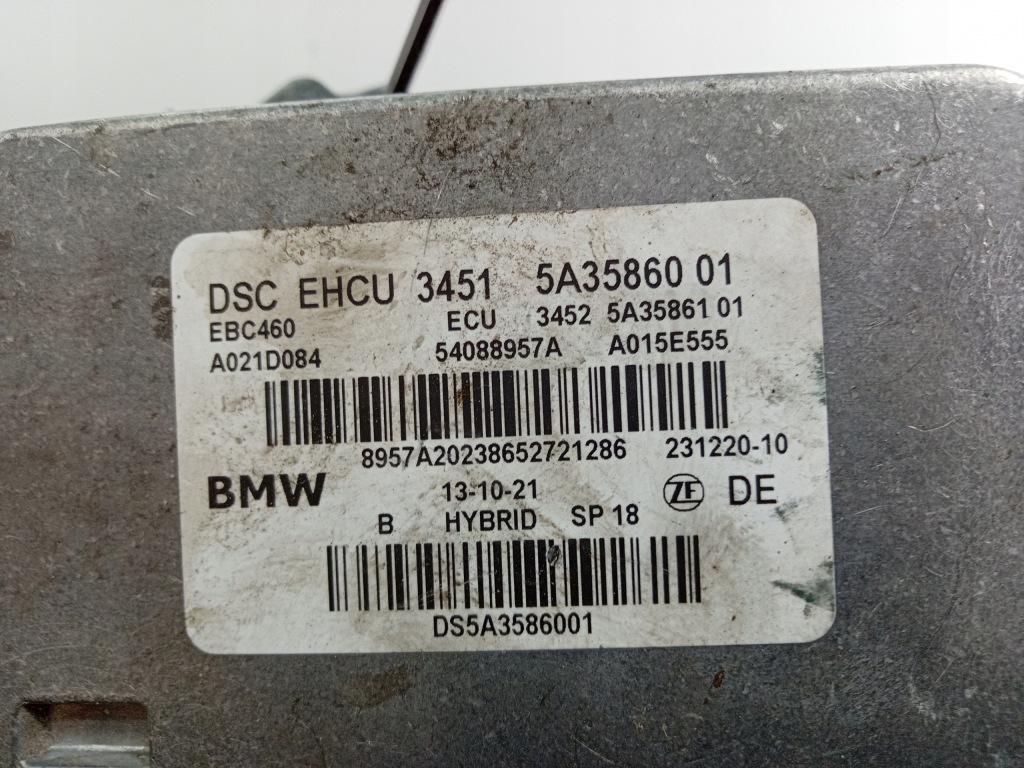 DSC EHCU 3451 5A35860 01
EBC460 ECU 3452 5A35861 01
A021D084 54088957A A015E555
8957A20238652721286 231220-10
BMW 13-10-21 ZF DE
B HYBRID SP 18
DS5A3586001